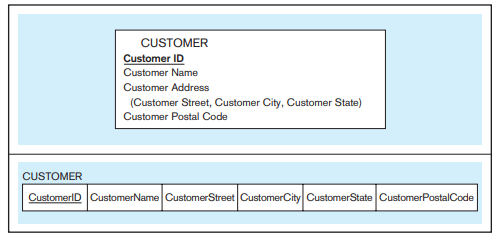 CUSTOMER
Customer ID
Customer Name
Customer Address
(Customer Street, Customer City, Customer State)
Customer Postal Code
CUSTOMER
CustomerID CustomerName CustomerStreet CustomerCity CustomerState CustomerPostalCode